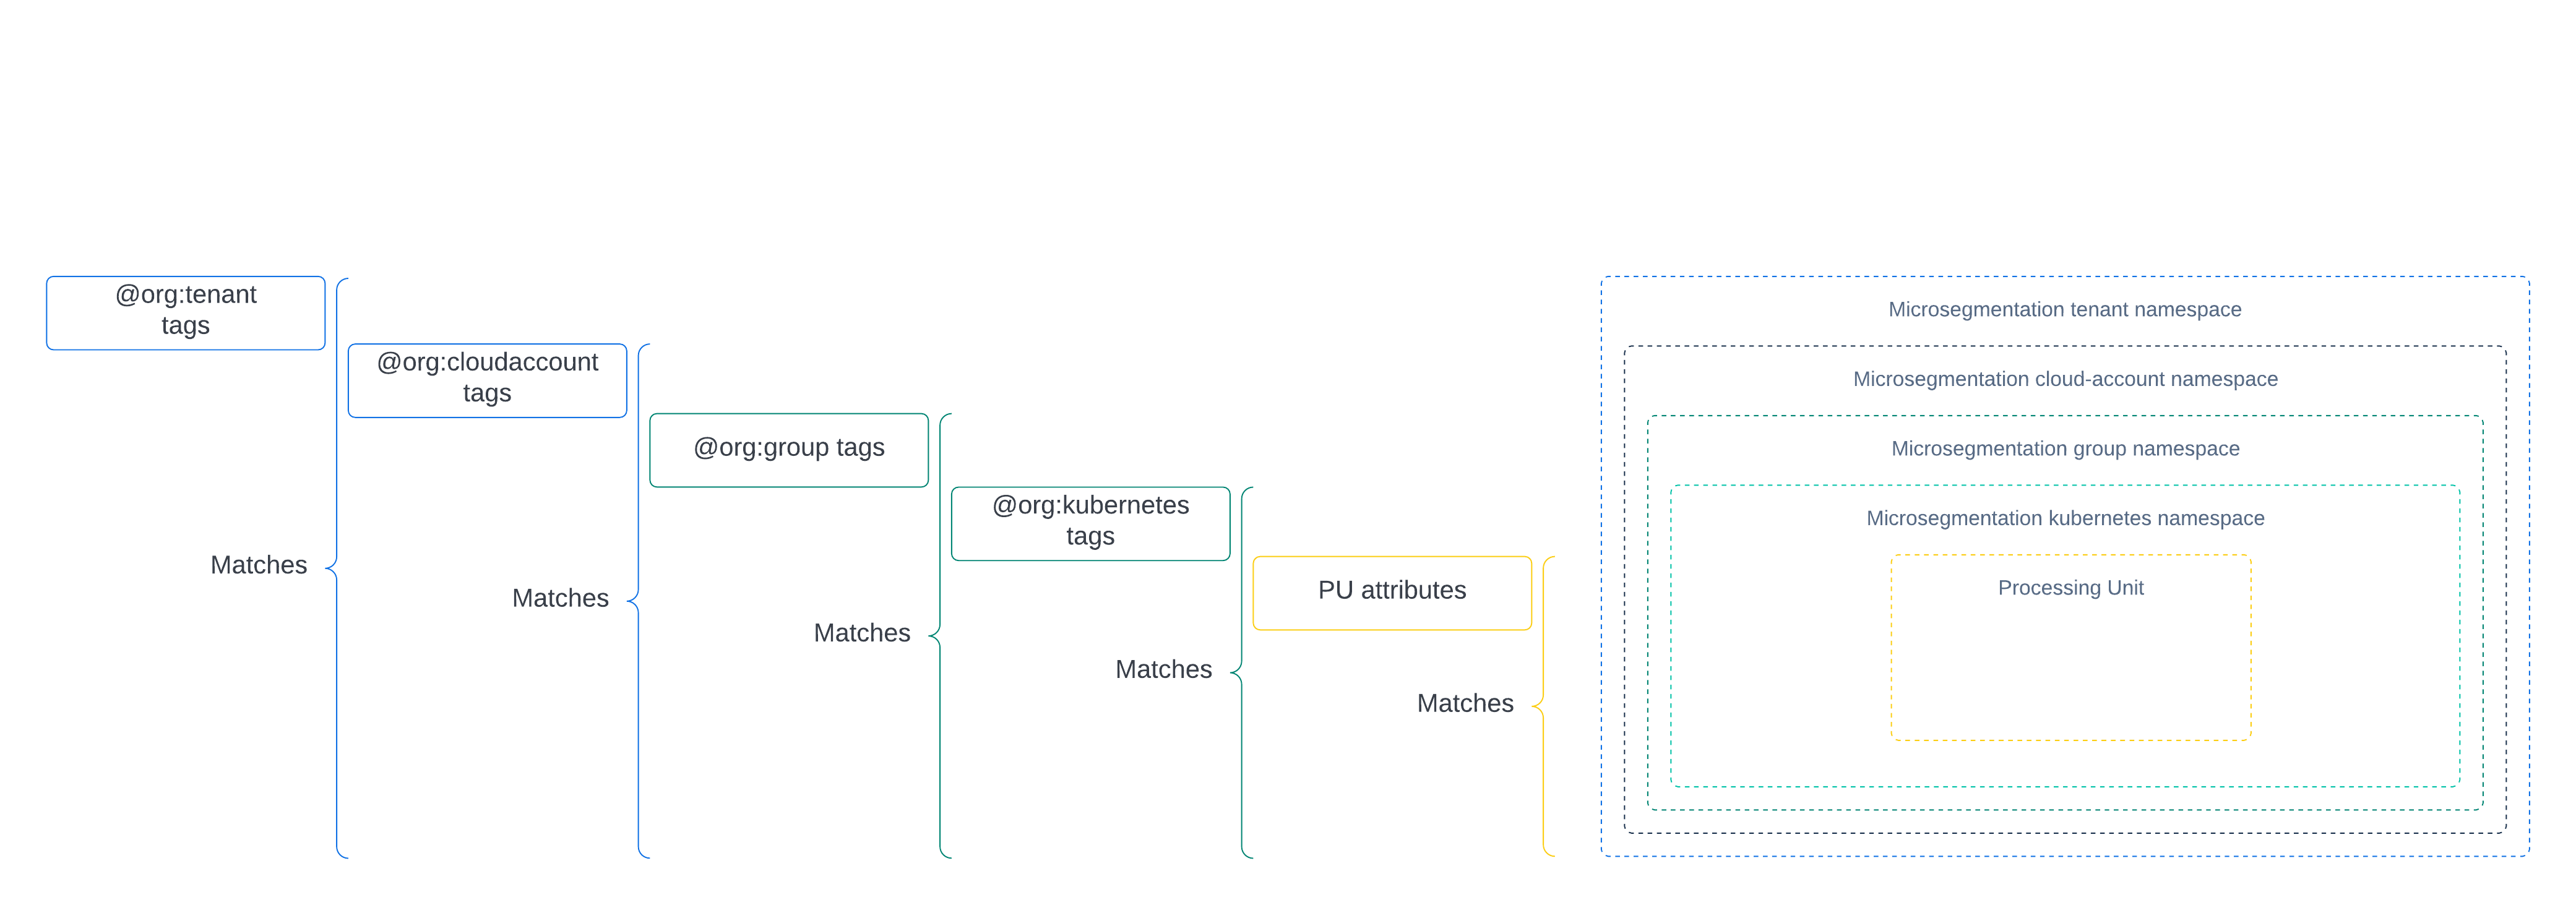 @org:tenant
tags
@org:cloudaccount
tags
@org:group tags
@org:kubernetes
tags
PU attributes
Matches
Matches
Matches
Matches
Matches
Microsegmentation tenant namespace
Microsegmentation cloud-account namespace
Microsegmentation group namespace
Microsegmentation kubernetes namespace
Processing Unit